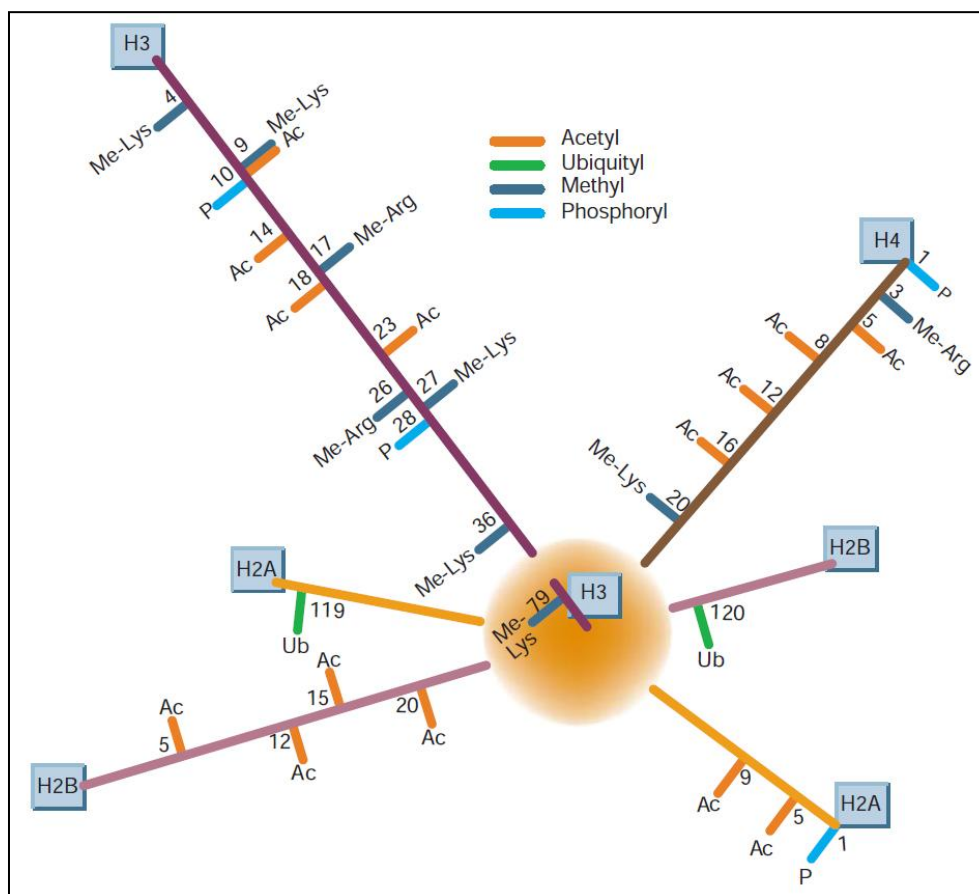 H3
4
Me-Lys
9
Me-Lys
Ac
10
P
14
Ac
17
Me-Arg
18
Ac
23
Ac
26
Me-Arg
27
Me-Lys
28
P
36
Me-Lys
Acetyl
Ubiquityl
Methyl
Phosphoryl
H4
1
P
3
Me-Arg
5
Ac
8
Ac
12
Ac
16
Ac
20
Me-Lys
H2A
119
Ub
H3
79
Me-
Lys
H2B
120
Ub
H2B
5
Ac
12
Ac
15
Ac
20
Ac
9
Ac
5
Ac
1
P
H2A